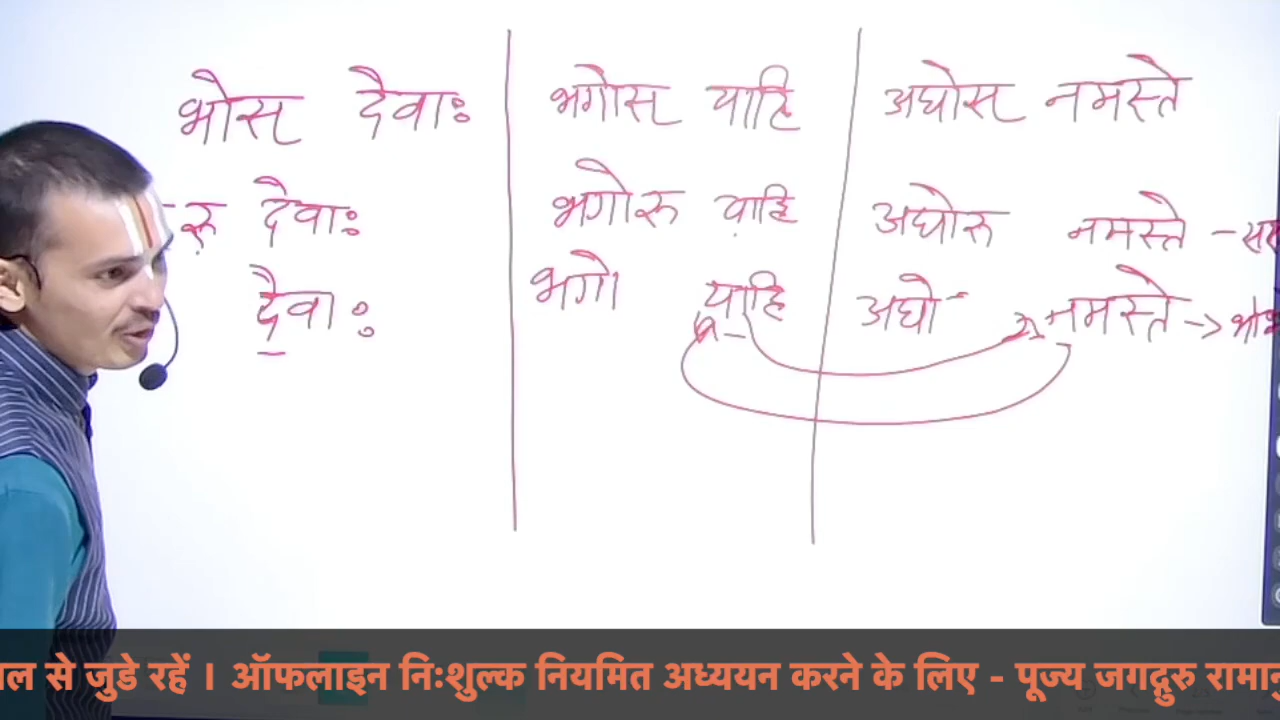 भोस् देवाः भगोस् याहि अघोस् नमस्ते
रु देवाः भगोरु याहि अघोरु नमस्ते -
देवाः भगो याहि अघो नमस्ते ->
से जुडे रहें । ऑफलाइन निःशुल्क नियमित अध्ययन करने के लिए - पूज्य जगद्गुरु